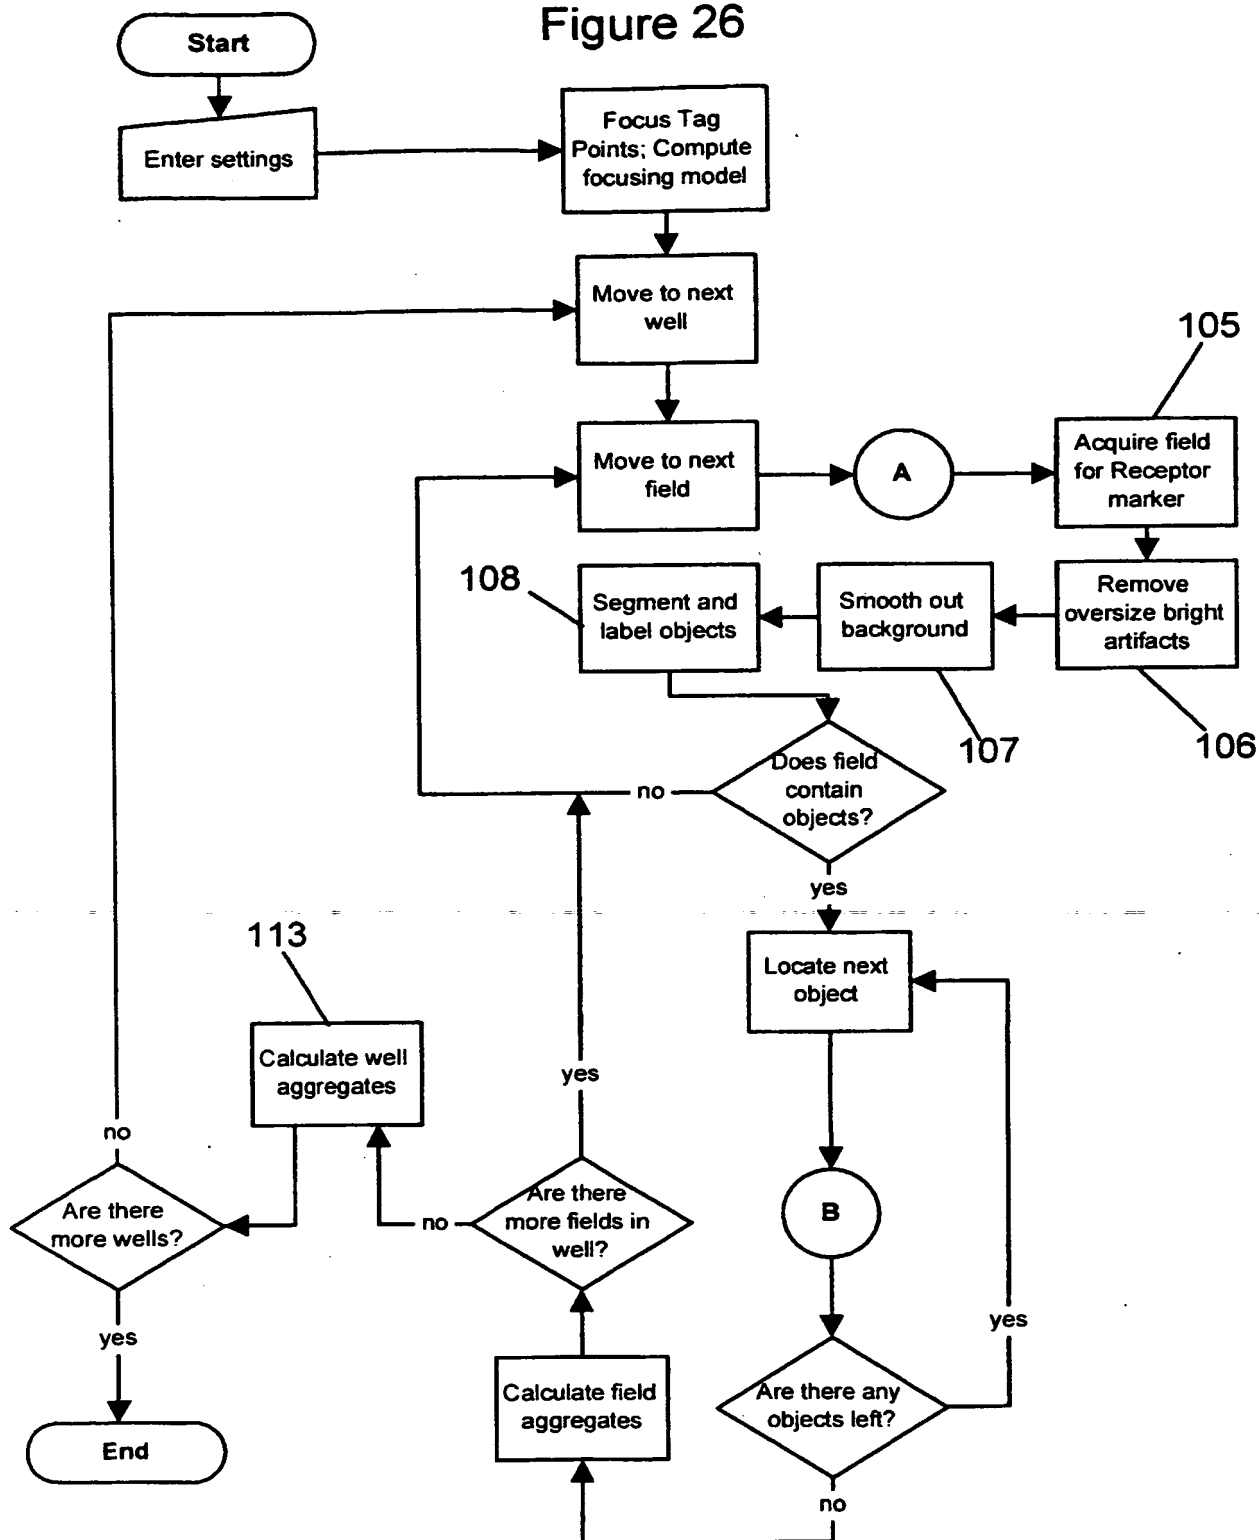 Figure 26
Start
Enter settings
Focus Tag
Points; Compute
focusing model
Move to next
well
105
Move to next
field
A
Acquire field
for Receptor
marker
108
Segment and
label objects
Smooth out
background
Remove
oversize bright
artifacts
107
106
Does field
contain
objects?
no
yes
113
Locate next
object
Calculate well
aggregates
yes
no
Are there
more wells?
no
Are there
more fields in
well?
B
yes
yes
Calculate field
aggregates
Are there any
objects left?
End
no